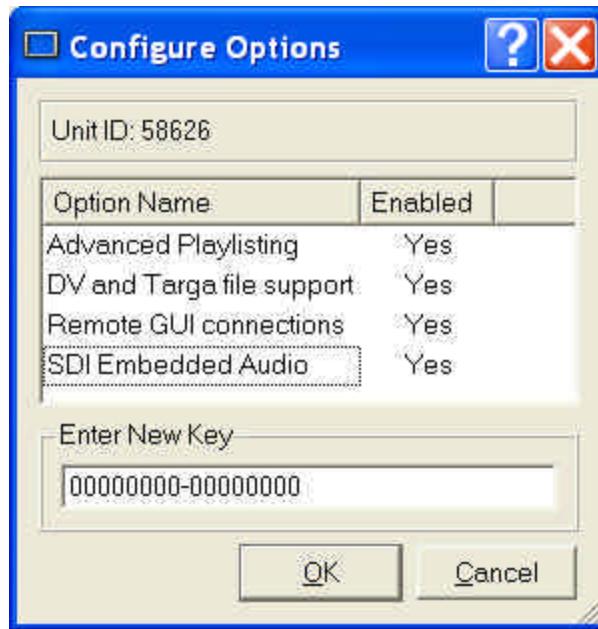 Configure Options
Unit ID: 58626
Option Name Enabled
Advanced Playlisting Yes
DV and Targa file support Yes
Remote GUI connections Yes
SDI Embedded Audio Yes
Enter New Key
00000000-00000000
OK Cancel